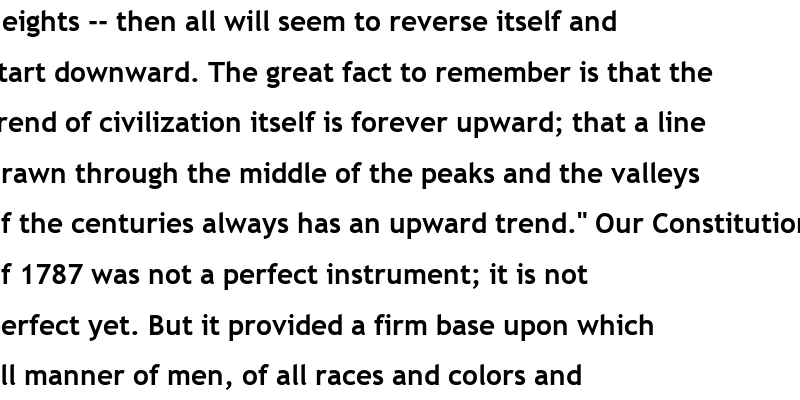 eights -- then all will seem to reverse itself and
tart downward. The great fact to remember is that the
rend of civilization itself is forever upward; that a line
rawn through the middle of the peaks and the valleys
f the centuries always has an upward trend." Our Constitution
f 1787 was not a perfect instrument; it is not
erfect yet. But it provided a firm base upon which
ll manner of men, of all races and colors and